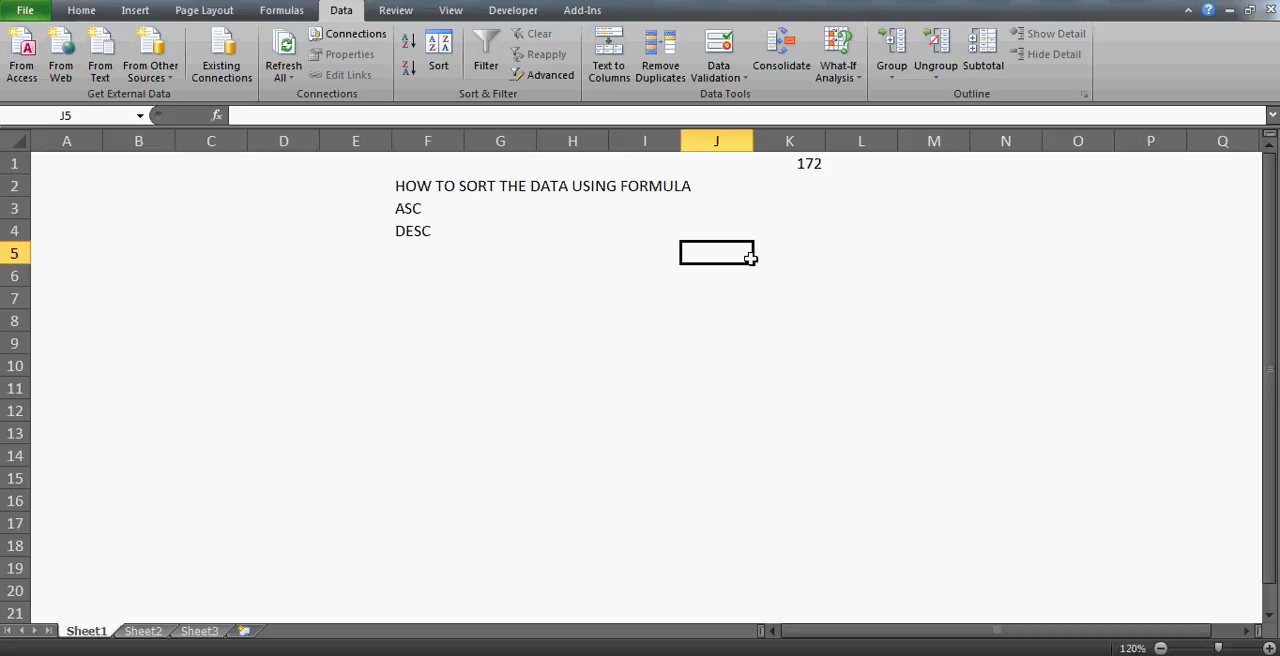 File Home Insert Page Layout Formulas Data Review View Developer Add-Ins
From Access
From Web
From Text
From Other Sources
Existing Connections
Get External Data
Refresh All
Connections
Properties
Edit Links
Connections
A Z
Z A
Sort
Filter
Clear
Reapply
Advanced
Sort & Filter
Text to Columns
Remove Duplicates
Data Validation
Consolidate
What-If Analysis
Data Tools
Group
Ungroup
Subtotal
Show Detail
Hide Detail
Outline
J5 fx
A B C D E F G H I J K L M N O P Q
1 172
2 HOW TO SORT THE DATA USING FORMULA
3 ASC
4 DESC
5
6
7
8
9
10
11
12
13
14
15
16
17
18
19
20
21
Sheet1 Sheet2 Sheet3
120%